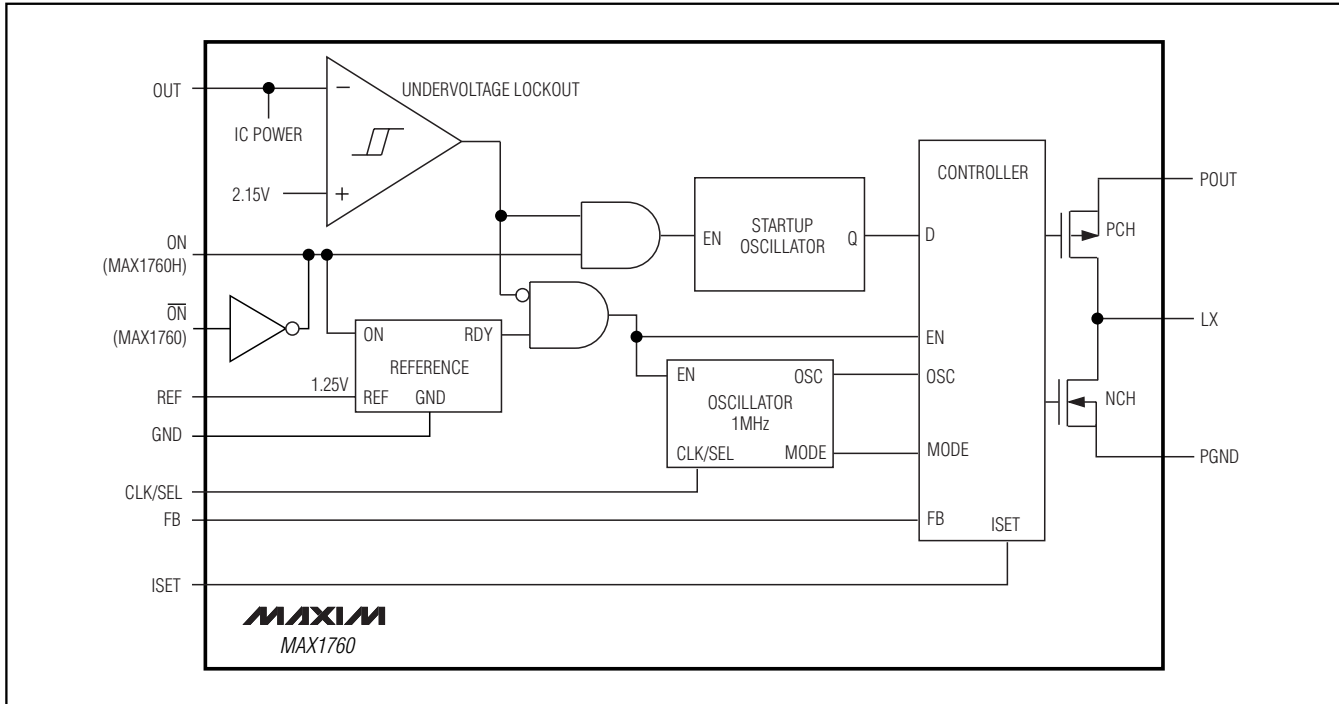 OUT
IC POWER
UNDERVOLTAGE LOCKOUT
−
2.15V
+
ON
(MAX1760H)
O̅N̅
(MAX1760)
ON
RDY
REFERENCE
1.25V
REF
GND
REF
GND
CLK/SEL
FB
ISET
EN
STARTUP
OSCILLATOR
Q
EN
OSC
OSCILLATOR
1MHz
CLK/SEL
MODE
CONTROLLER
D
EN
OSC
MODE
FB
ISET
PCH
NCH
POUT
LX
PGND
MAXIM
MAX1760